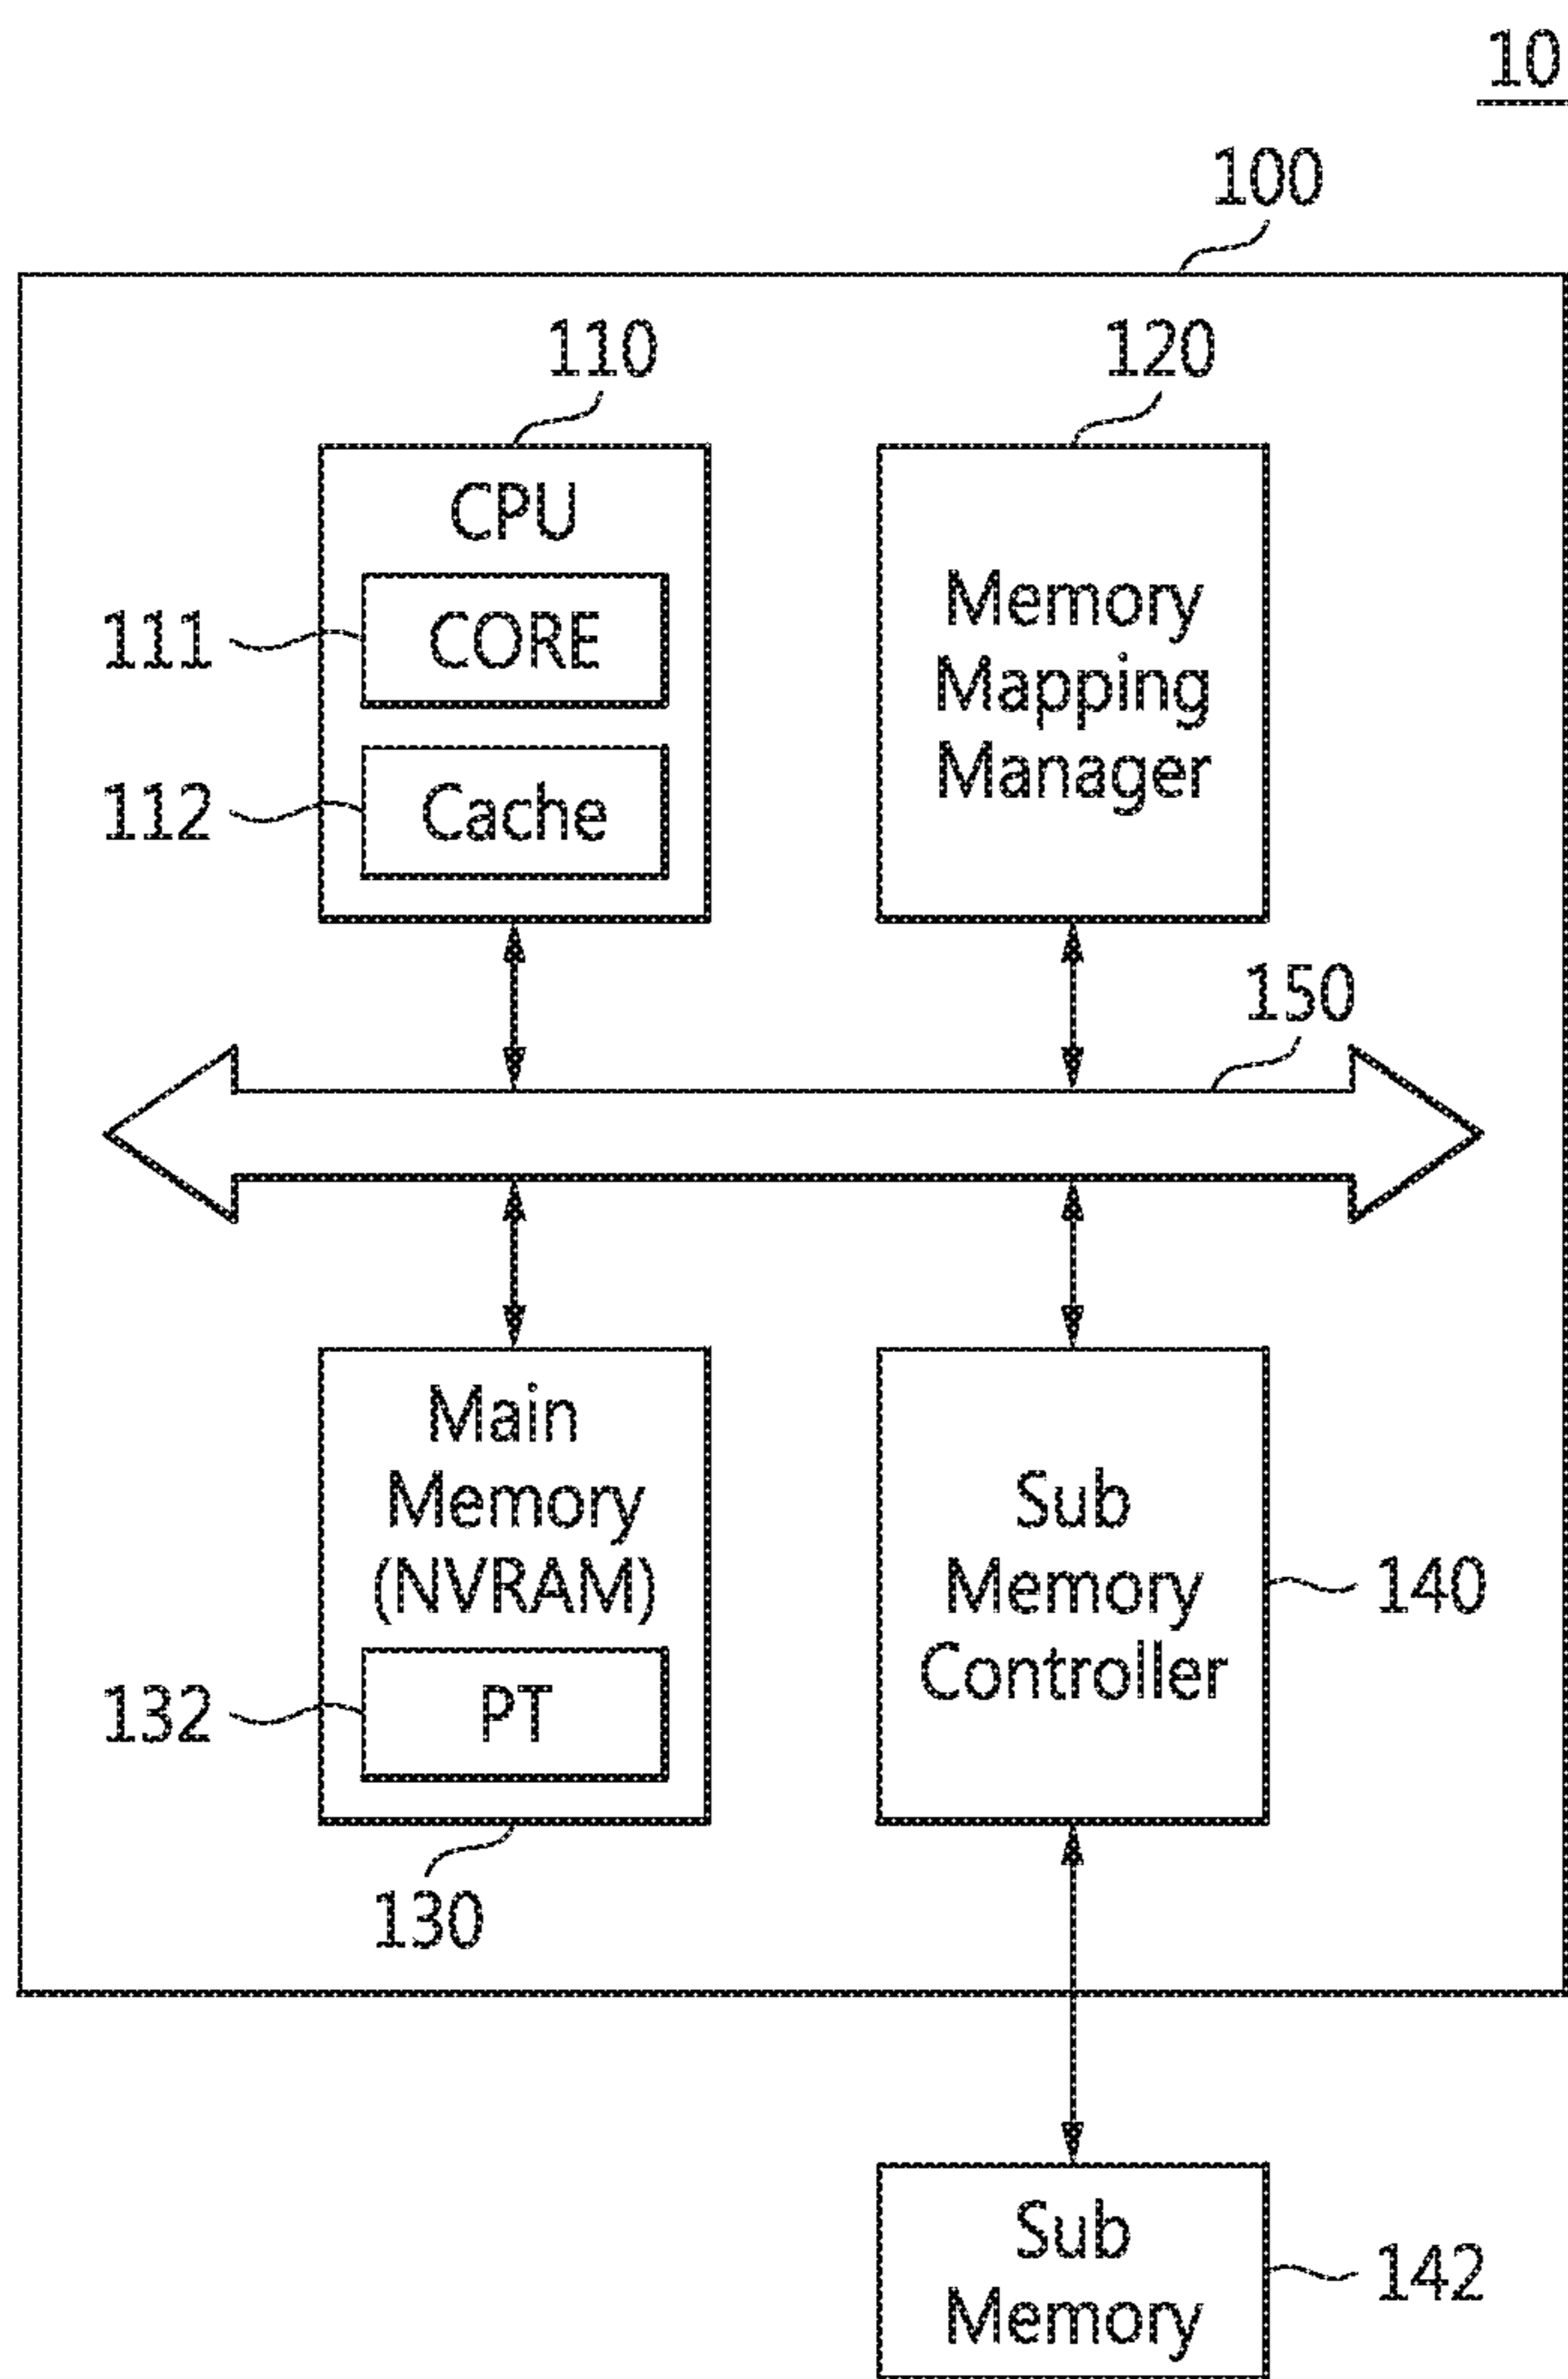 10
100
110
120
CPU
111
CORE
112
Cache
Memory
Mapping
Manager
150
Main
Memory
(NVRAM)
132
PT
130
Sub
Memory
Controller
140
Sub
Memory
142